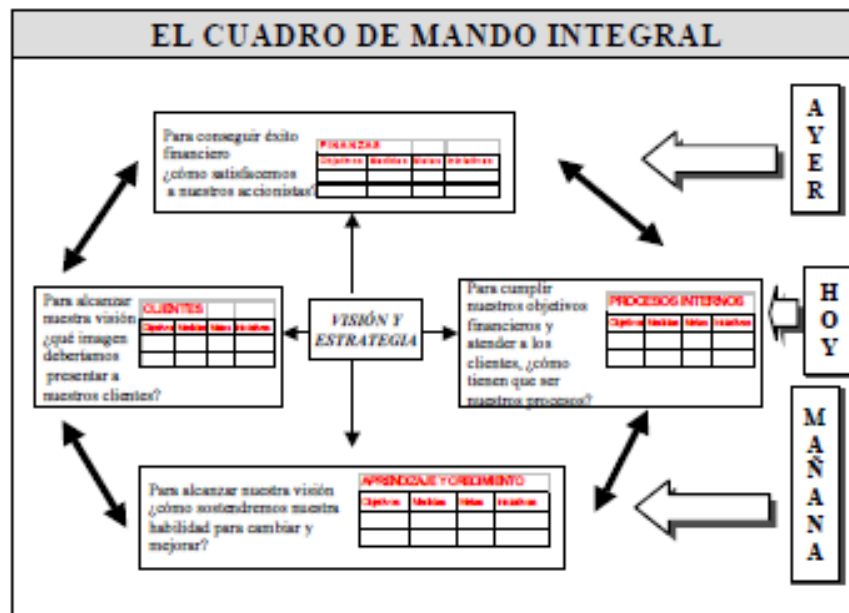 EL CUADRO DE MANDO INTEGRAL
Para conseguir éxito
financiero
¿cómo satisfacemos
a nuestros accionistas?
FINANZAS
Objetivos Medidas Metas Iniciativas
AYER
Para alcanzar
nuestra visión
¿qué imagen
deberíamos
presentar a
nuestros clientes?
CLIENTES
Objetivos Medidas Metas Iniciativas
VISIÓN Y
ESTRATEGIA
Para cumplir
nuestros objetivos
financieros y
atender a los
clientes, ¿cómo
tienen que ser
nuestros procesos?
PROCESOS INTERNOS
Objetivos Medidas Metas Iniciativas
HOY
Para alcanzar nuestra visión
¿cómo sostendremos nuestra
habilidad para cambiar y
mejorar?
APRENDIZAJE Y CRECIMIENTO
Objetivos Medidas Metas Iniciativas
MAÑANA